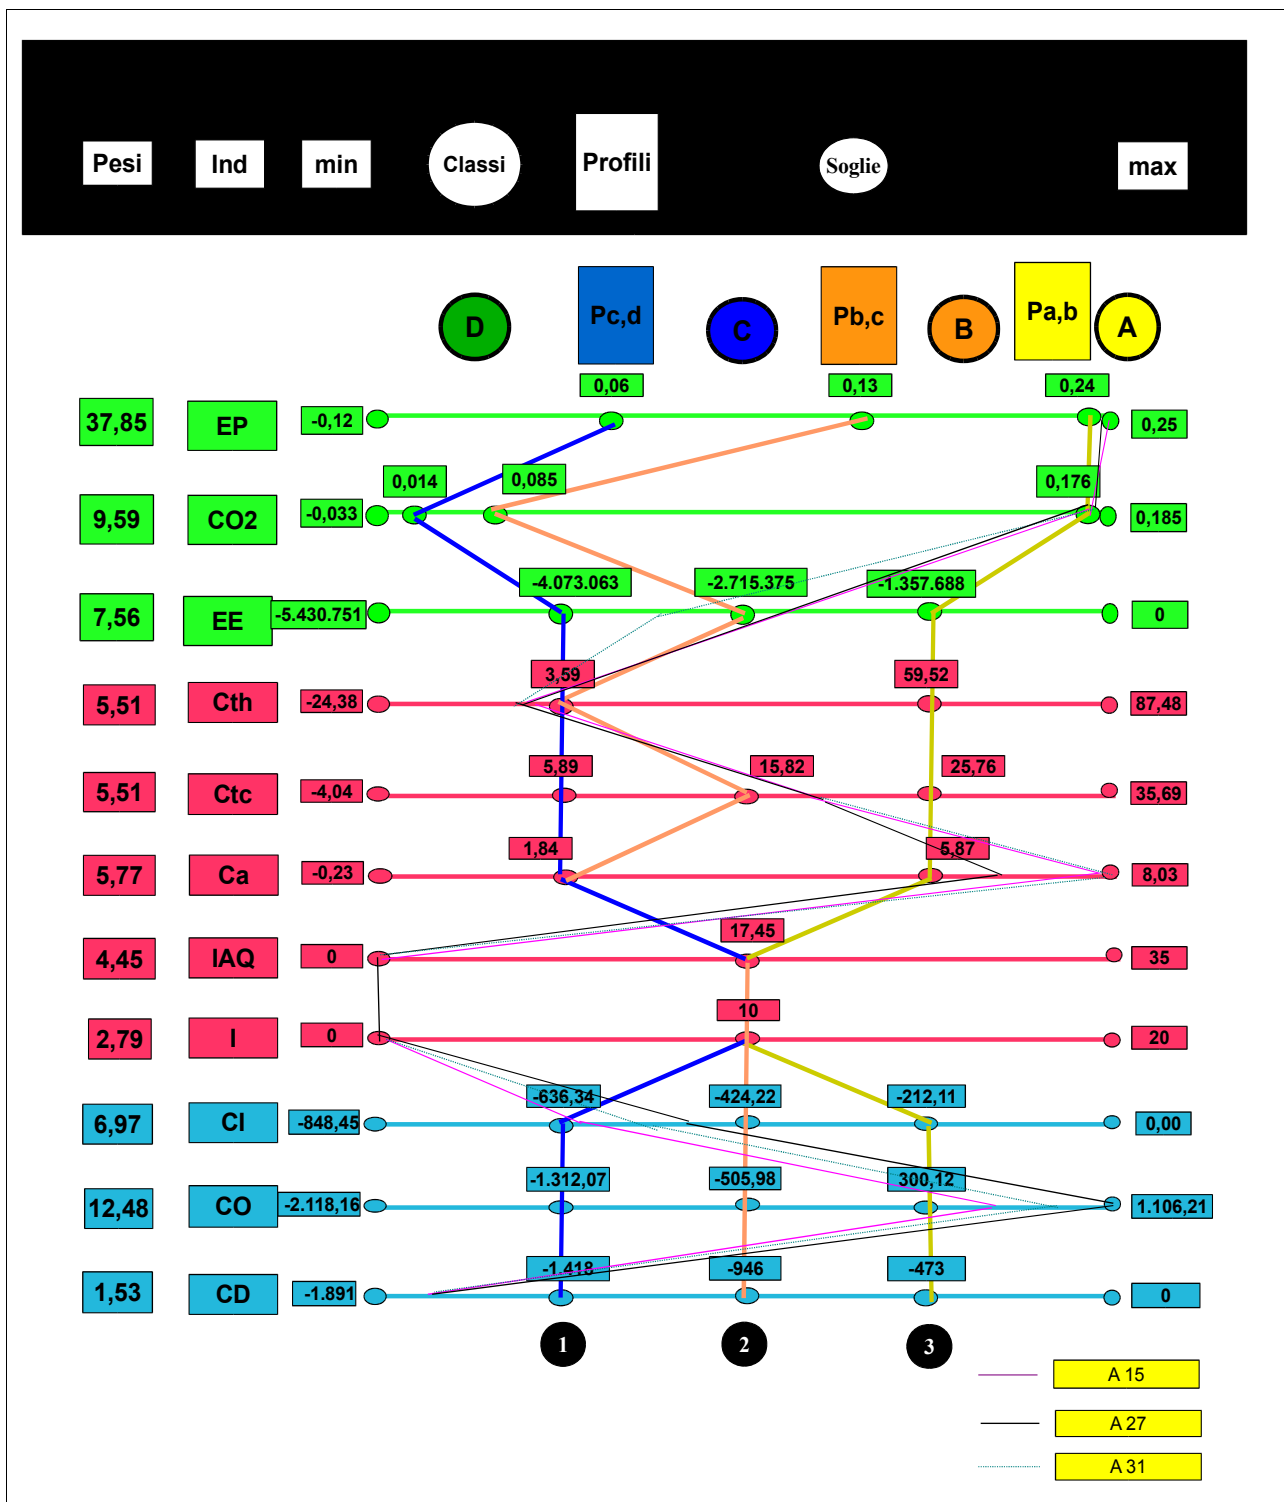 Pesi Ind min Classi Profili Soglie max
D Pc,d C Pb,c B Pa,b A
0,06 0,13 0,24
37,85 EP -0,12 0,25
0,014 0,085 0,176
9,59 CO2 -0,033 0,185
-4.073.063 -2.715.375 -1.357.688
7,56 EE -5.430.751 0
3,59 59,52
5,51 Cth -24,38 87,48
5,89 15,82 25,76
5,51 Ctc -4,04 35,69
1,84 5,87
5,77 Ca -0,23 8,03
17,45
4,45 IAQ 0 35
10
2,79 I 0 20
-636,34 -424,22 -212,11
6,97 CI -848,45 0,00
-1.312,07 -505,98 300,12
12,48 CO -2.118,16 1.106,21
-1.418 -946 -473
1,53 CD -1.891 0
1 2 3
A 15
A 27
A 31